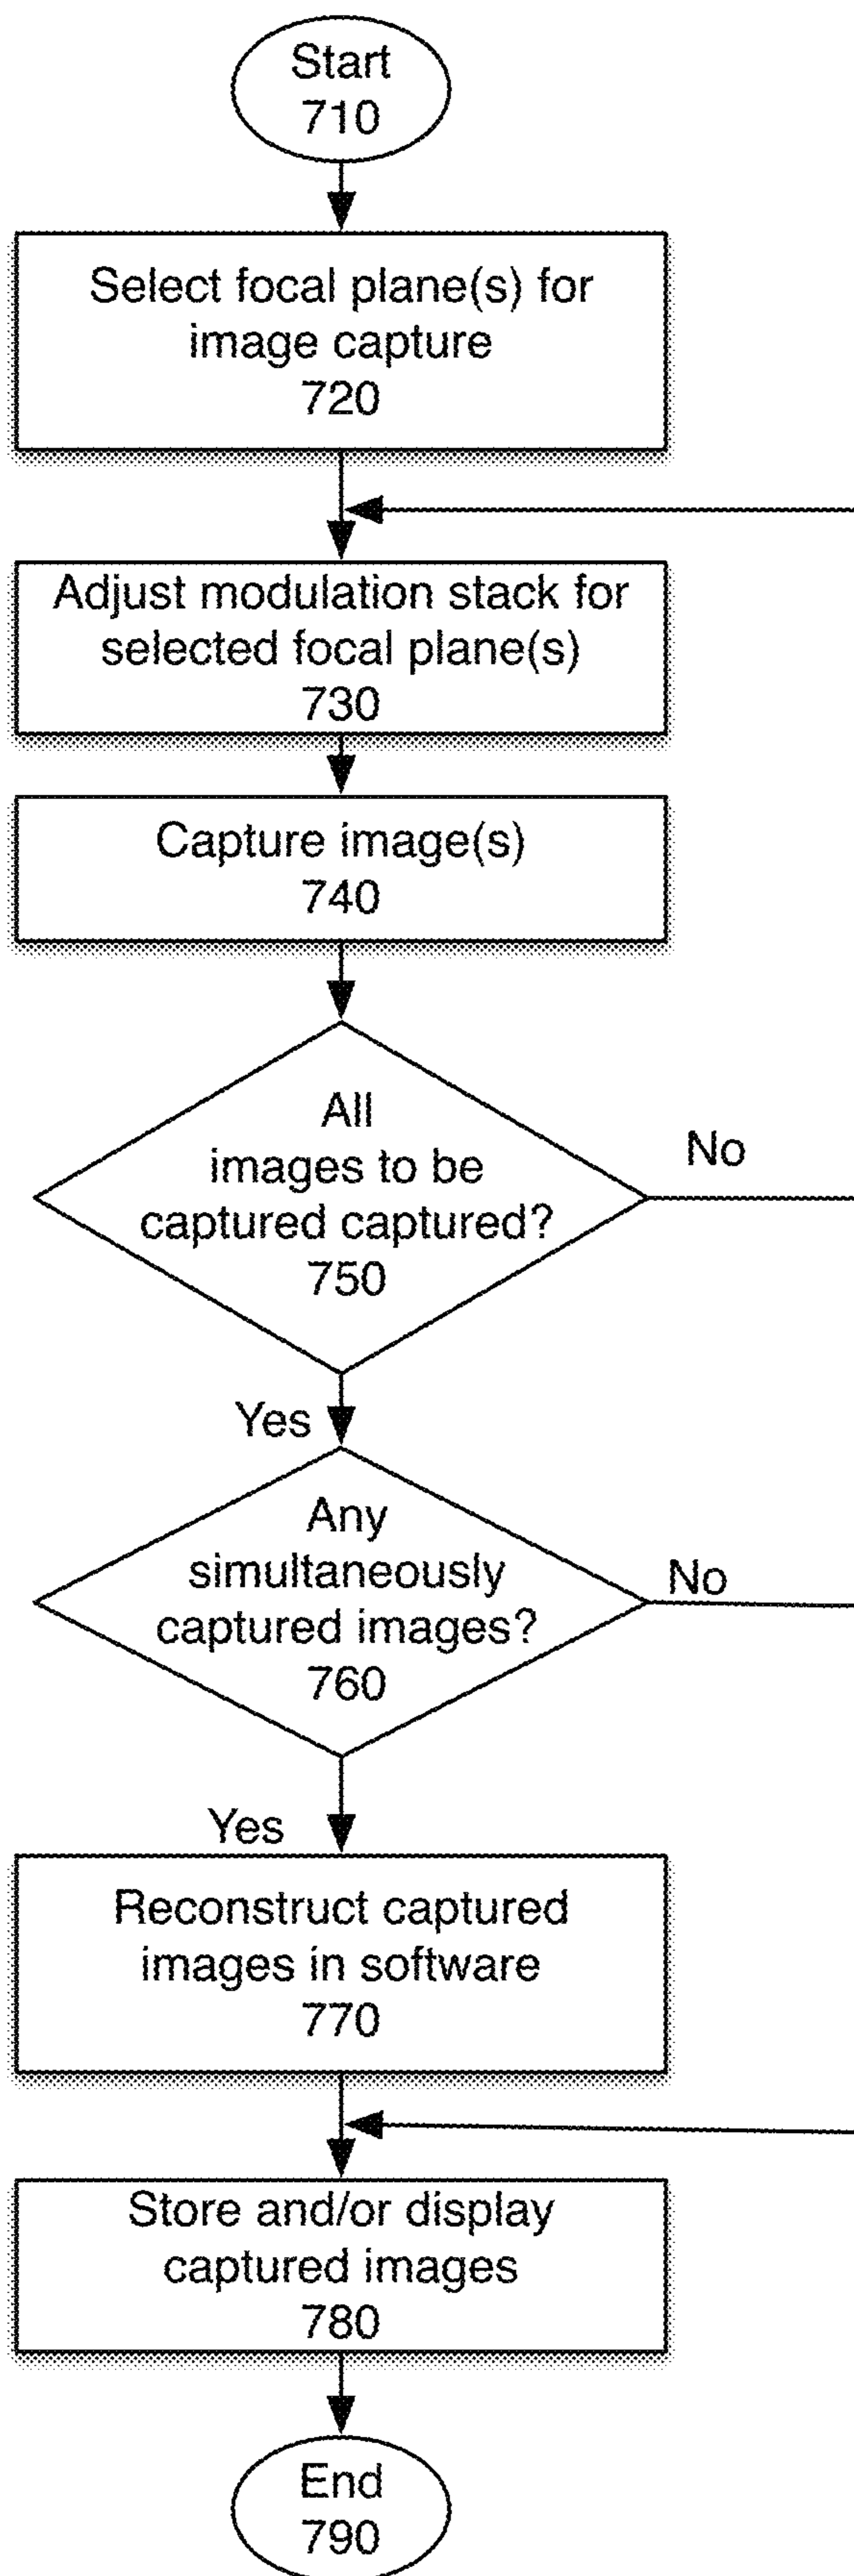 Start
710
Select focal plane(s) for
image capture
720
Adjust modulation stack for
selected focal plane(s)
730
Capture image(s)
740
All
images to be
captured captured?
750
No
Yes
Any
simultaneously
captured images?
760
No
Yes
Reconstruct captured
images in software
770
Store and/or display
captured images
780
End
790